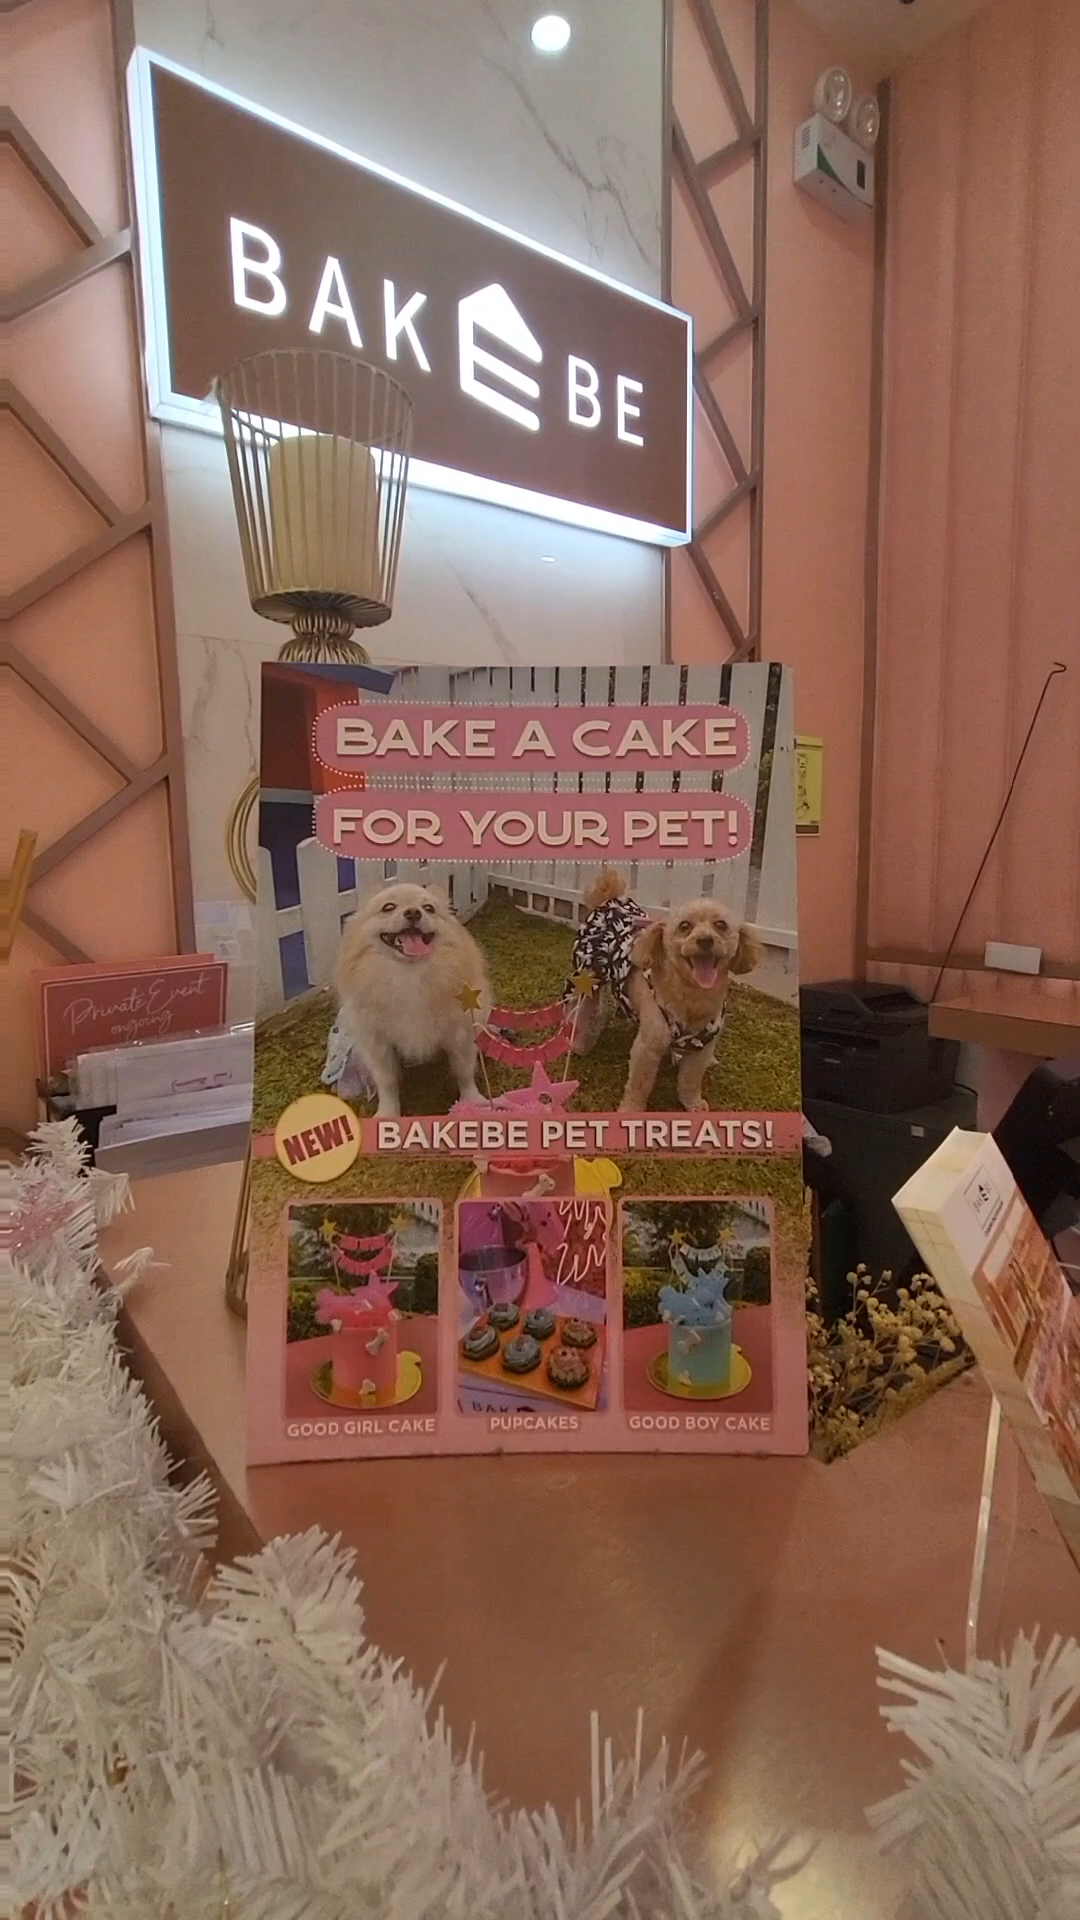 BAKEBE
BAKE A CAKE
FOR YOUR PET!
Private Event
ongoing
NEW!
BAKEBE PET TREATS!
GOOD GIRL CAKE
PUPCAKES
GOOD BOY CAKE